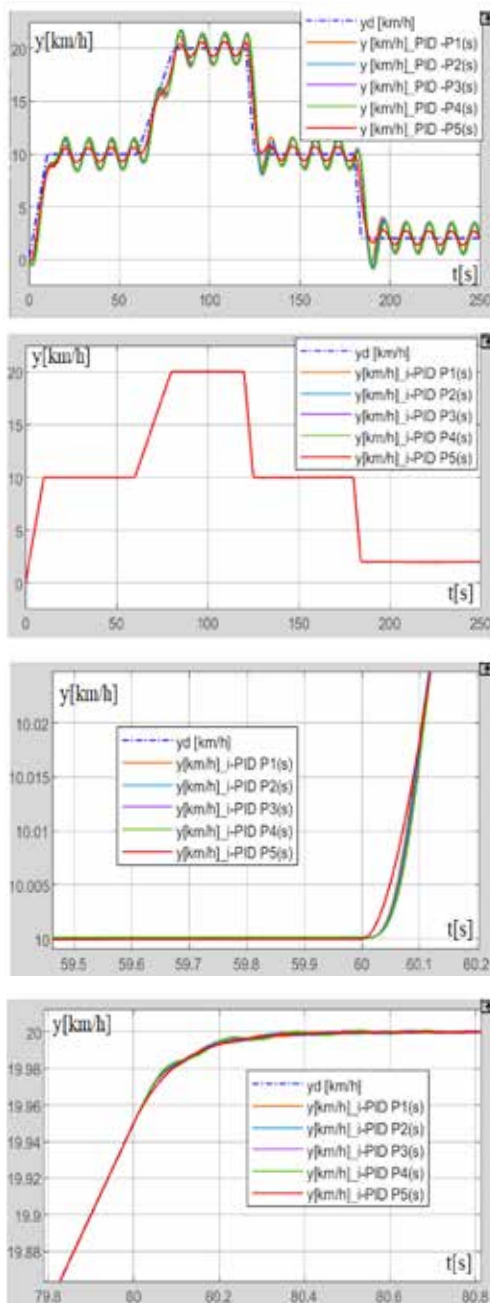 y[km/h]
yd [km/h]
y [km/h]_PID -P1(s)
y [km/h]_PID -P2(s)
y [km/h]_PID -P3(s)
y [km/h]_PID -P4(s)
y [km/h]_PID -P5(s)
20
15
10
5
0
t[s]
0 50 100 150 200 250
y[km/h]
yd [km/h]
y[km/h]_i-PID P1(s)
y[km/h]_i-PID P2(s)
y[km/h]_i-PID P3(s)
y[km/h]_i-PID P4(s)
y[km/h]_i-PID P5(s)
20
15
10
5
0
t[s]
0 50 100 150 200 250
y[km/h]
10.02
10.015
10.01
10.005
10
yd [km/h]
y[km/h]_i-PID P1(s)
y[km/h]_i-PID P2(s)
y[km/h]_i-PID P3(s)
y[km/h]_i-PID P4(s)
y[km/h]_i-PID P5(s)
t[s]
59.5 59.6 59.7 59.8 59.9 60 60.1 60.2
y[km/h]
20
19.98
19.96
19.94
19.92
19.9
19.88
yd [km/h]
y[km/h]_i-PID P1(s)
y[km/h]_i-PID P2(s)
y[km/h]_i-PID P3(s)
y[km/h]_i-PID P4(s)
y[km/h]_i-PID P5(s)
t[s]
79.8 80 80.2 80.4 80.6 80.8